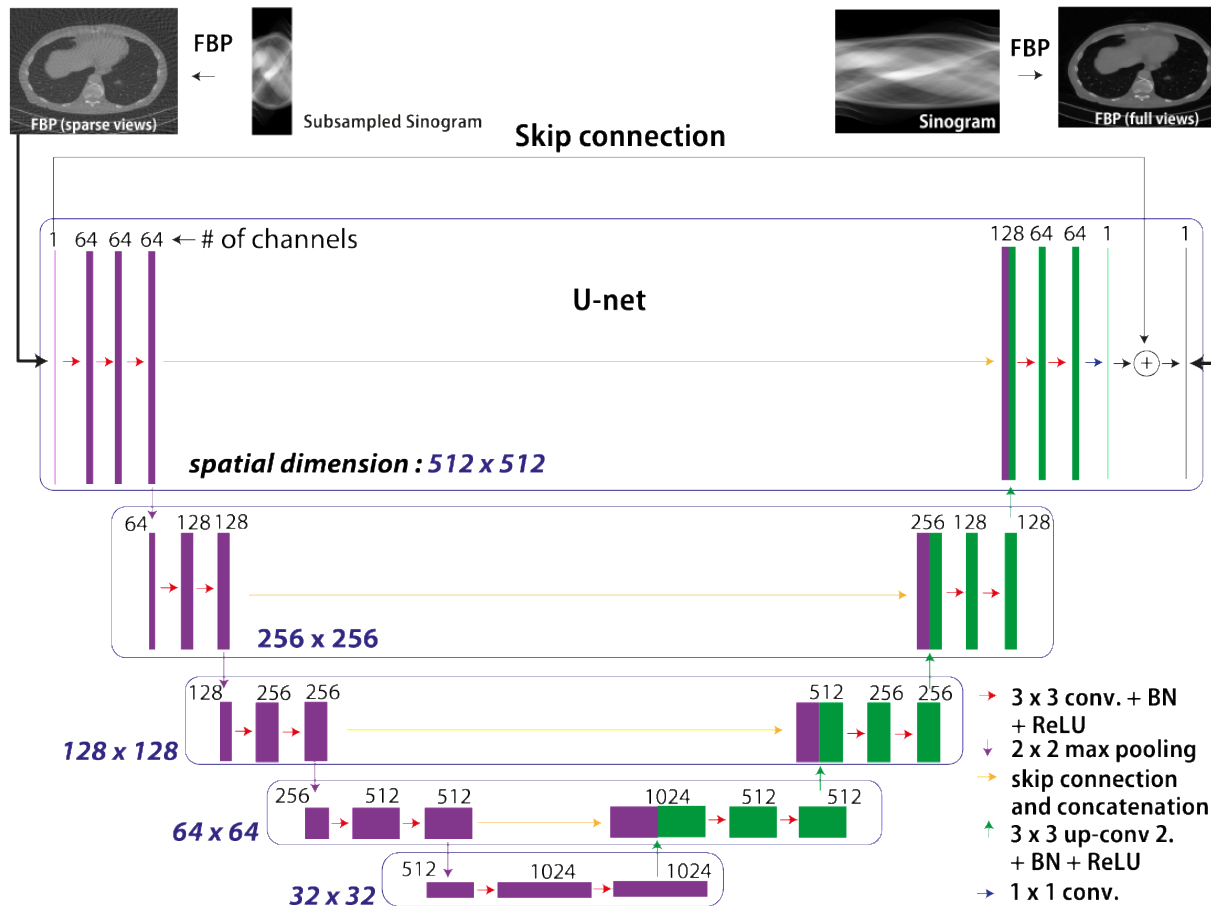 FBP
FBP (sparse views)
Subsampled Sinogram
FBP
Sinogram
FBP (full views)
Skip connection
1 64 64 64 ← # of channels
128 64 64 1 1
U-net
+
spatial dimension : 512 x 512
64 128 128
256 128 128
256 x 256
128 256 256
512 256 256
128 x 128
256 512 512
1024 512 512
64 x 64
512 1024 1024
32 x 32
3 x 3 conv. + BN
+ ReLU
2 x 2 max pooling
skip connection
and concatenation
3 x 3 up-conv 2.
+ BN + ReLU
1 x 1 conv.